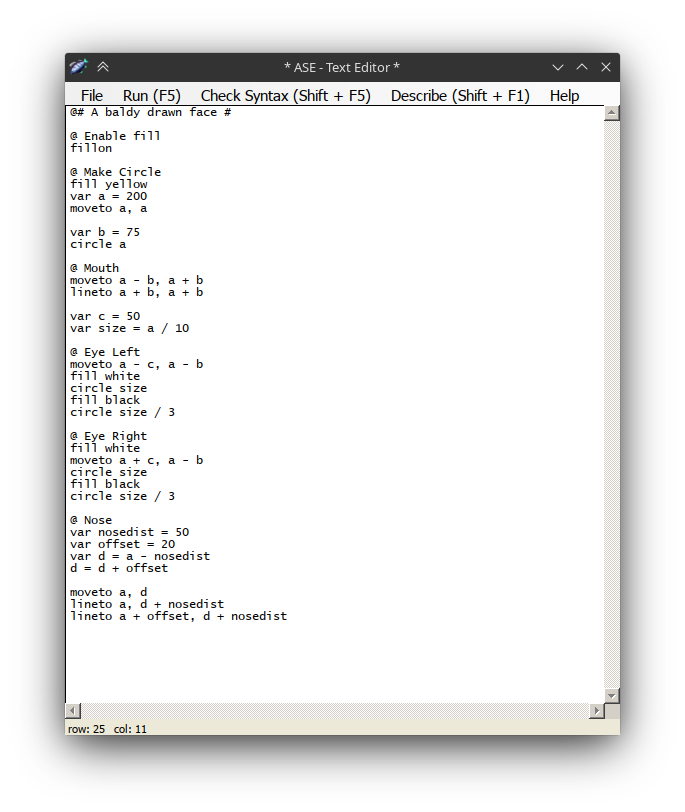 * ASE - Text Editor *
File Run (F5) Check Syntax (Shift + F5) Describe (Shift + F1) Help
@# A baldy drawn face #
@ Enable fill
fillon
@ Make Circle
fill yellow
var a = 200
moveto a, a
var b = 75
circle a
@ Mouth
moveto a - b, a + b
lineto a + b, a + b
var c = 50
var size = a / 10
@ Eye Left
moveto a - c, a - b
fill white
circle size
fill black
circle size / 3
@ Eye Right
fill white
moveto a + c, a - b
circle size
fill black
circle size / 3
@ Nose
var nosedist = 50
var offset = 20
var d = a - nosedist
d = d + offset
moveto a, d
lineto a, d + nosedist
lineto a + offset, d + nosedist
row: 25 col: 11